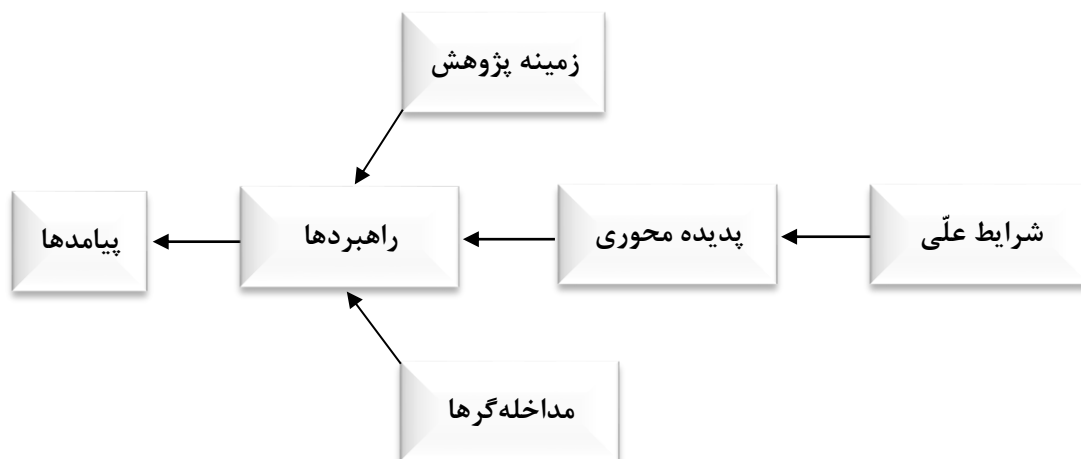 زمینه پژوهش
شرایط علّی
پدیده محوری
راهبردها
پیامدها
مداخله‌گرها